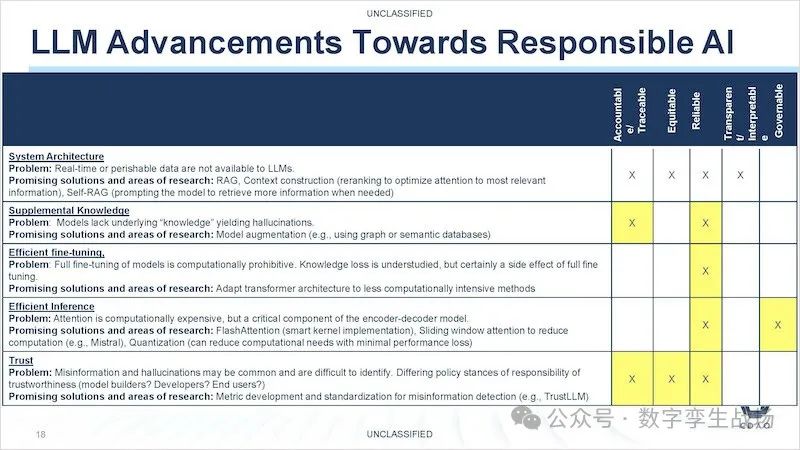 UNCLASSIFIED
LLM Advancements Towards Responsible AI
Accountabl
e/
Traceable
Equitable
Reliable
Transparen
t/
Interpretabl
e
Governable
System Architecture
Problem: Real-time or perishable data are not available to LLMs.
Promising solutions and areas of research: RAG, Context construction (reranking to optimize attention to most relevant
information), Self-RAG (prompting the model to retrieve more information when needed)
X X X X
Supplemental Knowledge
Problem: Models lack underlying “knowledge” yielding hallucinations.
Promising solutions and areas of research: Model augmentation (e.g., using graph or semantic databases)
X X
Efficient fine-tuning,
Problem: Full fine-tuning of models is computationally prohibitive. Knowledge loss is understudied, but certainly a side effect of full fine
tuning.
Promising solutions and areas of research: Adapt transformer architecture to less computationally intensive methods
X
Efficient Inference
Problem: Attention is computationally expensive, but a critical component of the encoder-decoder model.
Promising solutions and areas of research: FlashAttention (smart kernel implementation), Sliding window attention to reduce
computation (e.g., Mistral), Quantization (can reduce computational needs with minimal performance loss)
X X
Trust
Problem: Misinformation and hallucinations may be common and are difficult to identify. Differing policy stances of responsibility of
trustworthiness (model builders? Developers? End users?)
Promising solutions and areas of research: Metric development and standardization for misinformation detection (e.g., TrustLLM)
X X X
公众号 · 数字孪生战场
18
UNCLASSIFIED